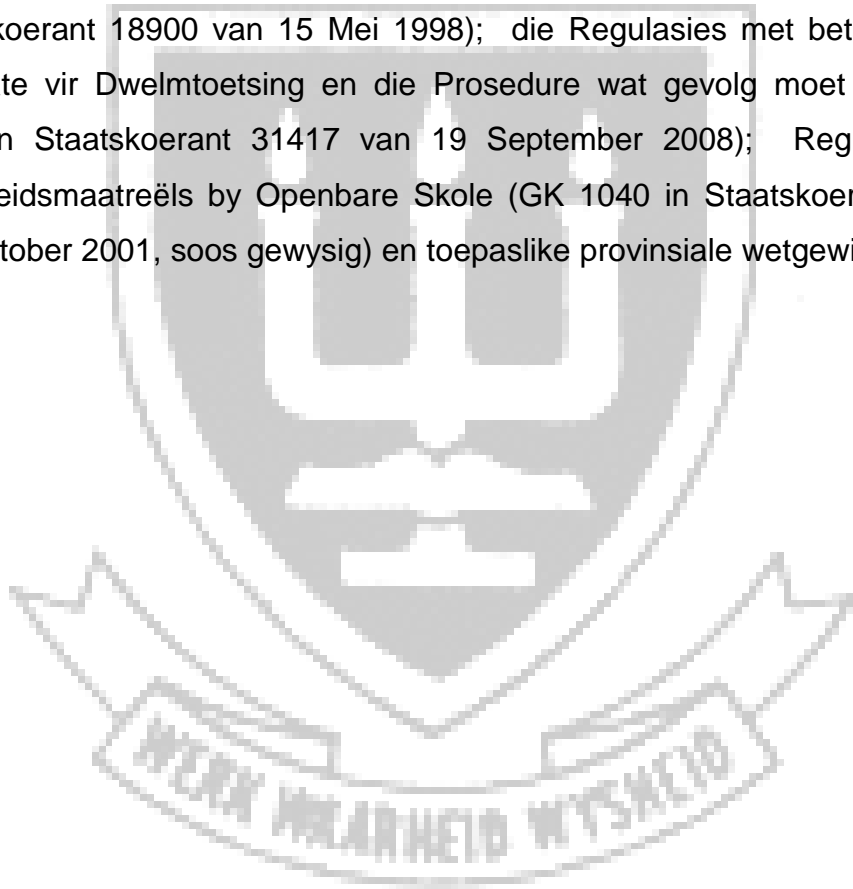 koerant 18900 van 15 Mei 1998); die Regulasies met bet
te vir Dwelmtoetsing en die Prosedure wat gevolg moet
n Staatskoerant 31417 van 19 September 2008); Reg
eidsmaatreëls by Openbare Skole (GK 1040 in Staatskoer
tober 2001, soos gewysig) en toepaslike provinsiale wetgewi
WERK WAARHEID WYSHEID